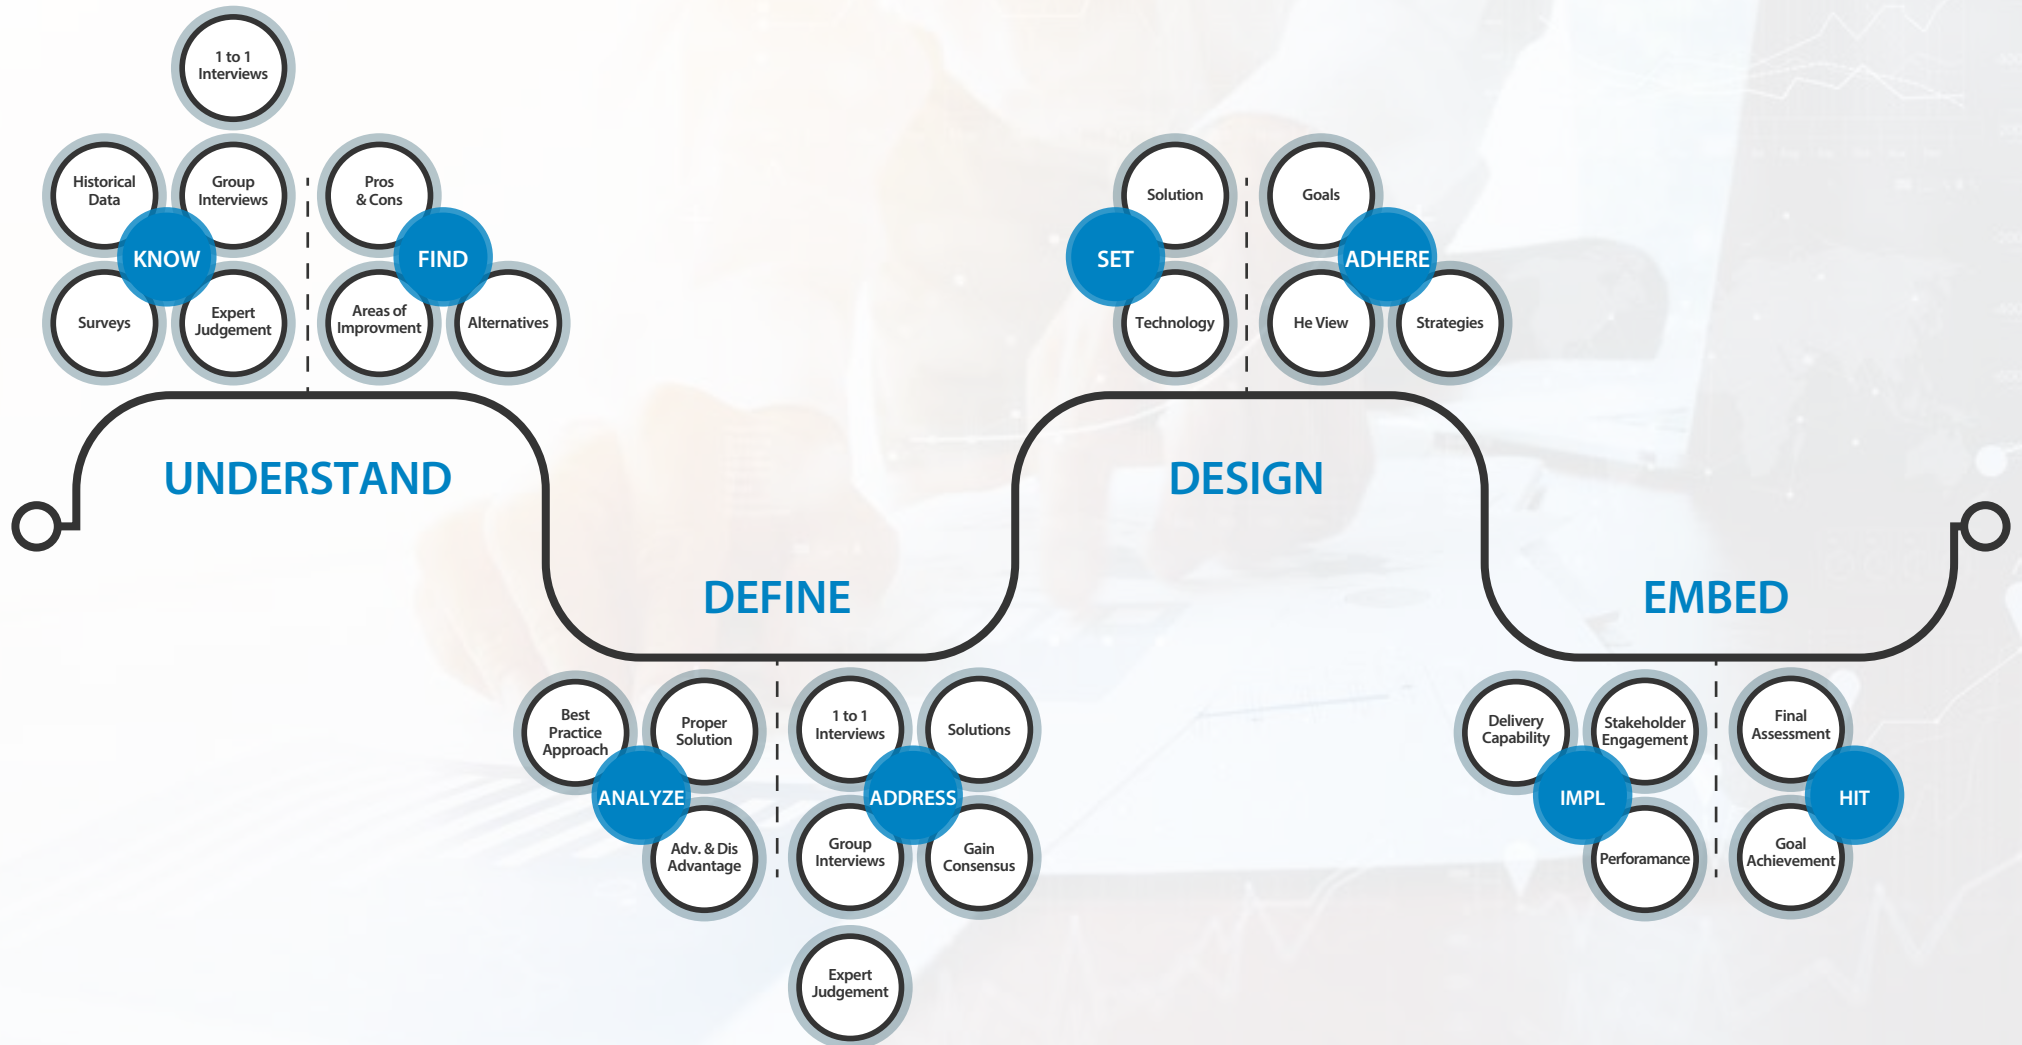 1 to 1
Interviews
Historical
Data
Group
Interviews
KNOW
Surveys
Expert
Judgement
Pros
& Cons
FIND
Areas of
Improvment
Alternatives
UNDERSTAND
DEFINE
Best
Practice
Approach
Proper
Solution
ANALYZE
Adv. & Dis
Advantage
1 to 1
Interviews
Solutions
ADDRESS
Group
Interviews
Gain
Consensus
Expert
Judgement
Solution
SET
Technology
Goals
ADHERE
He View
Strategies
DESIGN
EMBED
Delivery
Capability
Stakeholder
Engagement
IMPL
Perforamance
Final
Assessment
HIT
Goal
Achievement